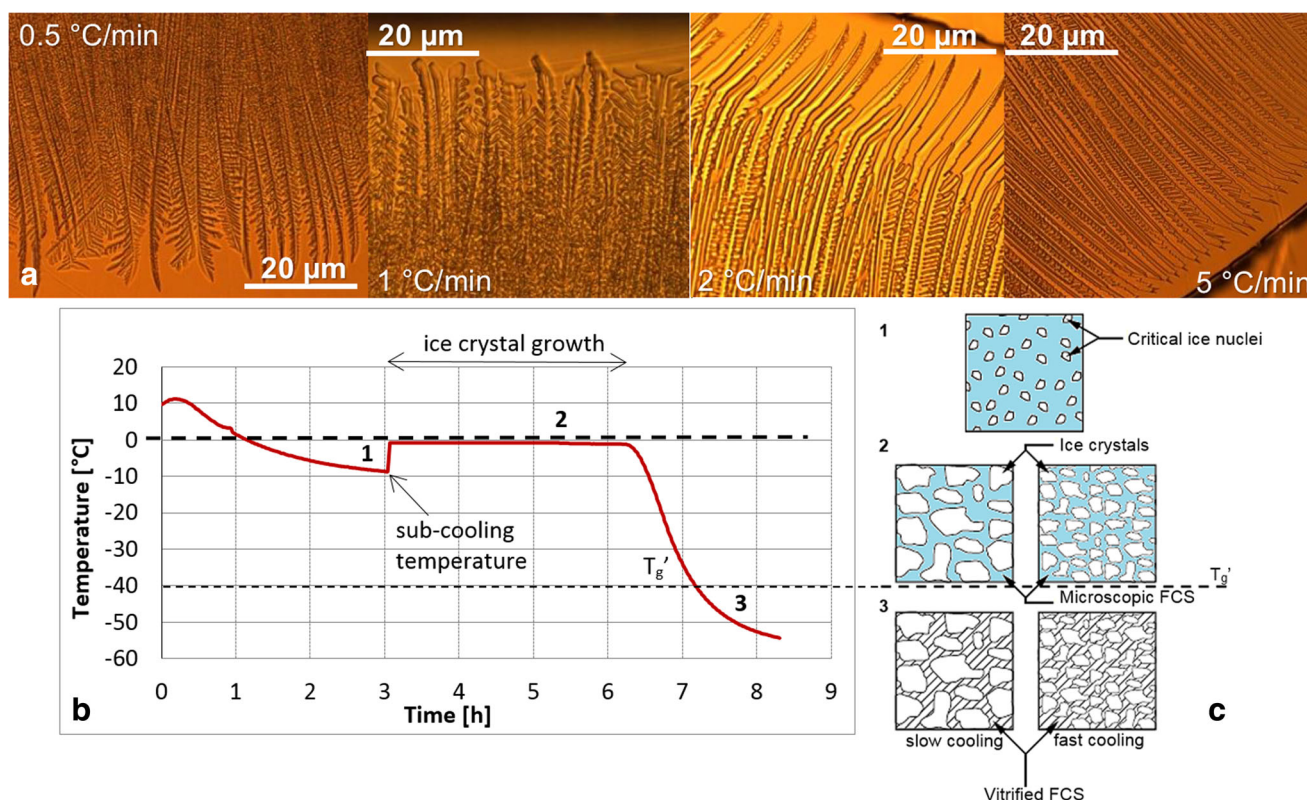 0.5 °C/min
20 µm
a
20 µm
1 °C/min
20 µm
2 °C/min
20 µm
5 °C/min
ice crystal growth
20
10
0
-10
-20
-30
-40
-50
-60
Temperature [°C]
1
2
sub-cooling
temperature
Tg'
3
0 1 2 3 4 5 6 7 8 9
Time [h]
b
1
Critical ice nuclei
2
Ice crystals
Tg'
Microscopic FCS
3
slow cooling
fast cooling
Vitrified FCS
c